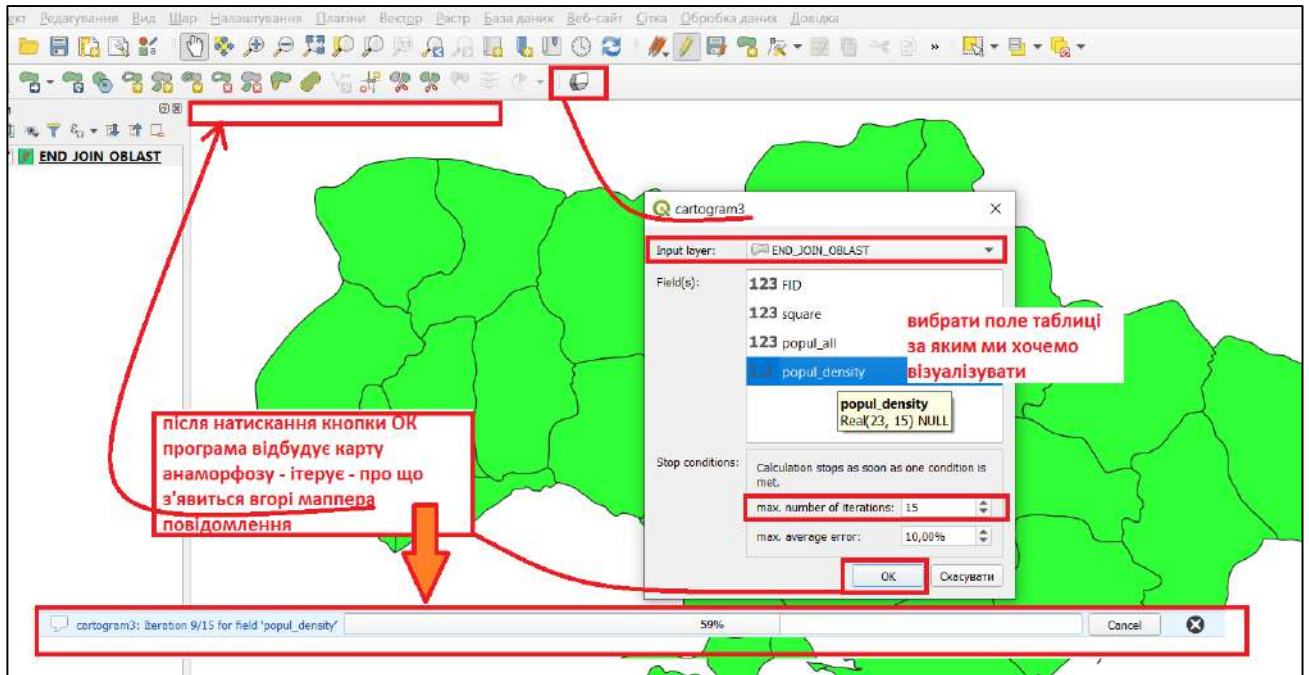 Редагування Вид Шар Налаштування Плагіни Вектор Растр База даних Веб-сайт Сітка Обробка даних Довідка
END JOIN OBLAST
cartogram3
Input layer: END_JOIN_OBLAST
Field(s):
123 FID
123 square
123 popul_all
popul_density
вибрати поле таблиці
за яким ми хочемо
візуалізувати
popul_density
Real(23, 15) NULL
після натискання кнопки ОК
програма відбудує карту
анаморфозу - ітерує - про що
з'явиться вгорі маппера
повідомлення
Stop conditions:
Calculation stops as soon as one condition is
met.
max. number of iterations: 15
max. average error: 10,00%
OK Скасувати
cartogram3: Iteration 9/15 for field 'popul_density' 59% Cancel